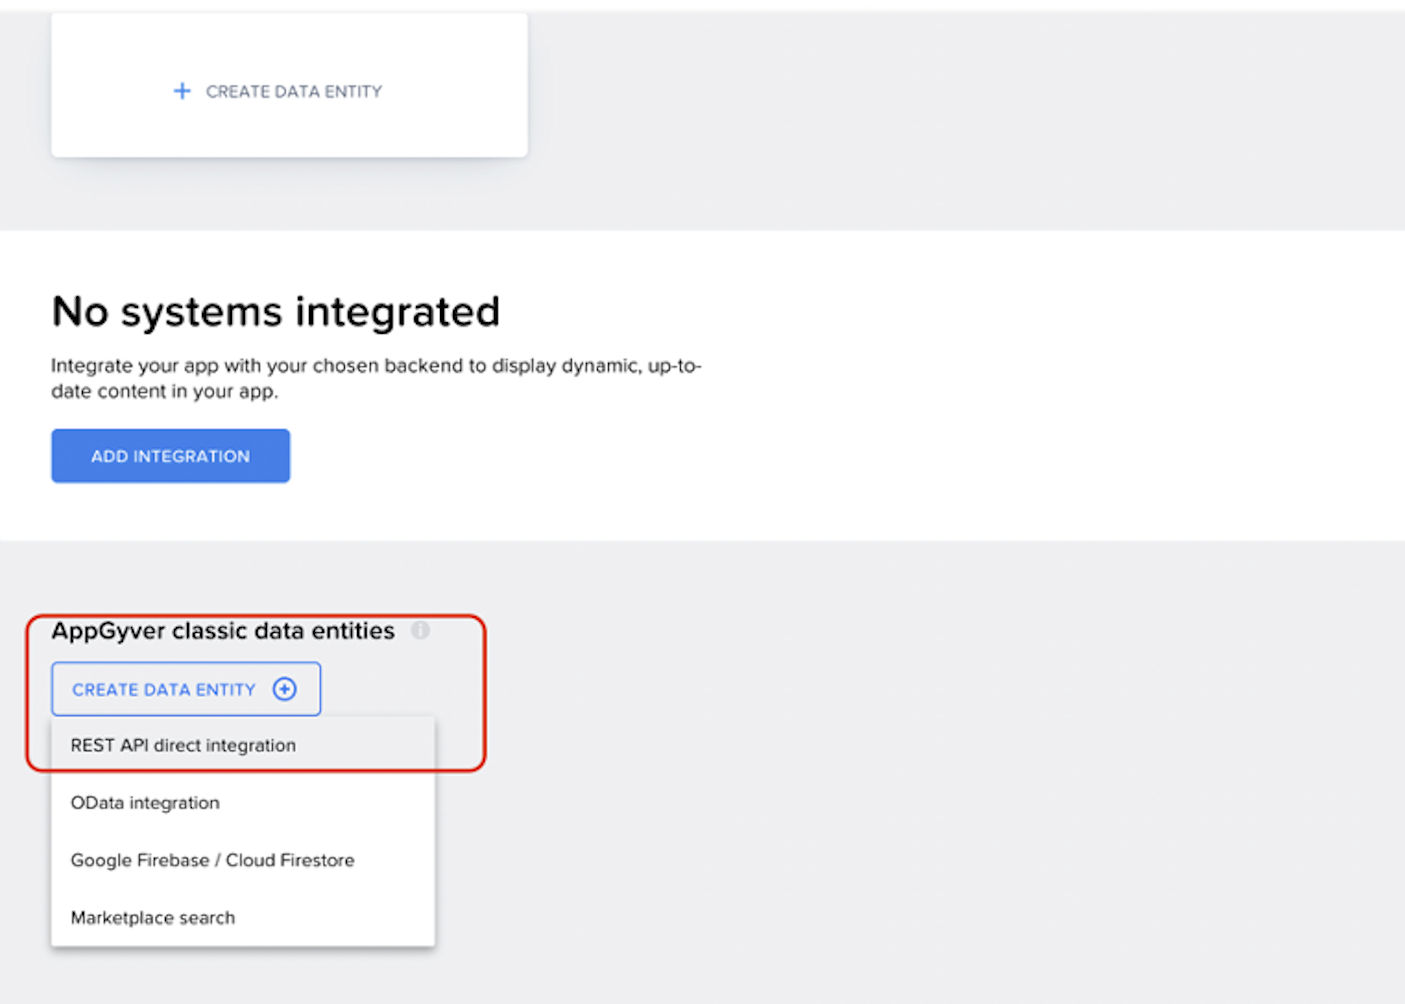 CREATE DATA ENTITY
No systems integrated
Integrate your app with your chosen backend to display dynamic, up-to-
date content in your app.
ADD INTEGRATION
AppGyver classic data entities
CREATE DATA ENTITY
REST API direct integration
OData integration
Google Firebase / Cloud Firestore
Marketplace search